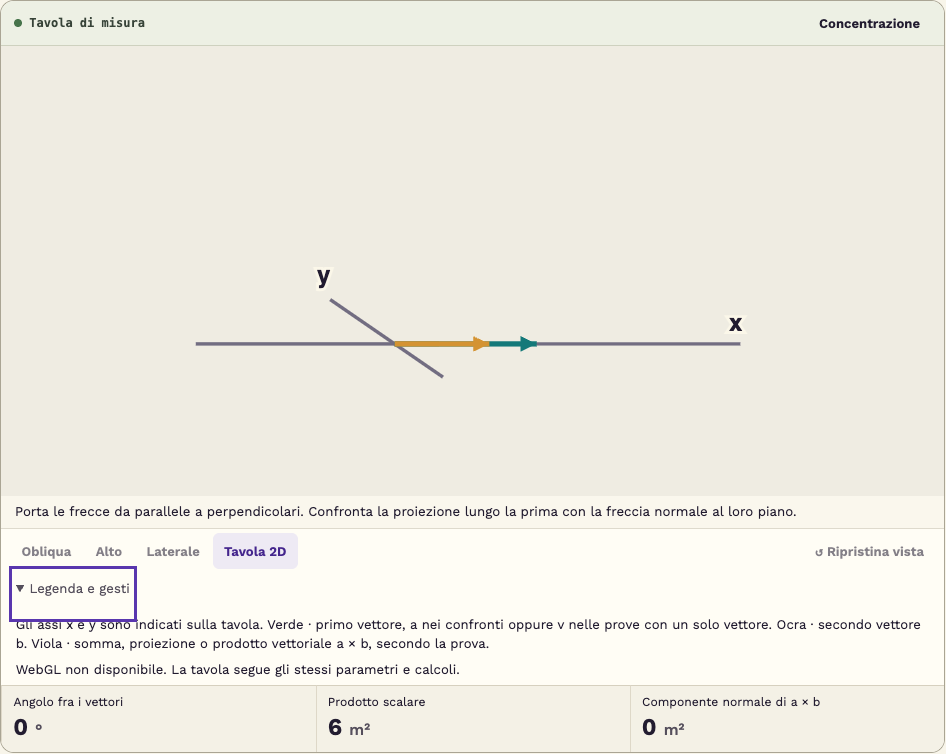 Tavola di misura
Concentrazione
y
x
Porta le frecce da parallele a perpendicolari. Confronta la proiezione lungo la prima con la freccia normale al loro piano.
Obliqua Alto Laterale Tavola 2D ↺ Ripristina vista
▼ Legenda e gesti
Gli assi x e y sono indicati sulla tavola. Verde · primo vettore, a nei confronti oppure v nelle prove con un solo vettore. Ocra · secondo vettore
b. Viola · somma, proiezione o prodotto vettoriale a × b, secondo la prova.
WebGL non disponibile. La tavola segue gli stessi parametri e calcoli.
Angolo fra i vettori
0 °
Prodotto scalare
6 m²
Componente normale di a × b
0 m²